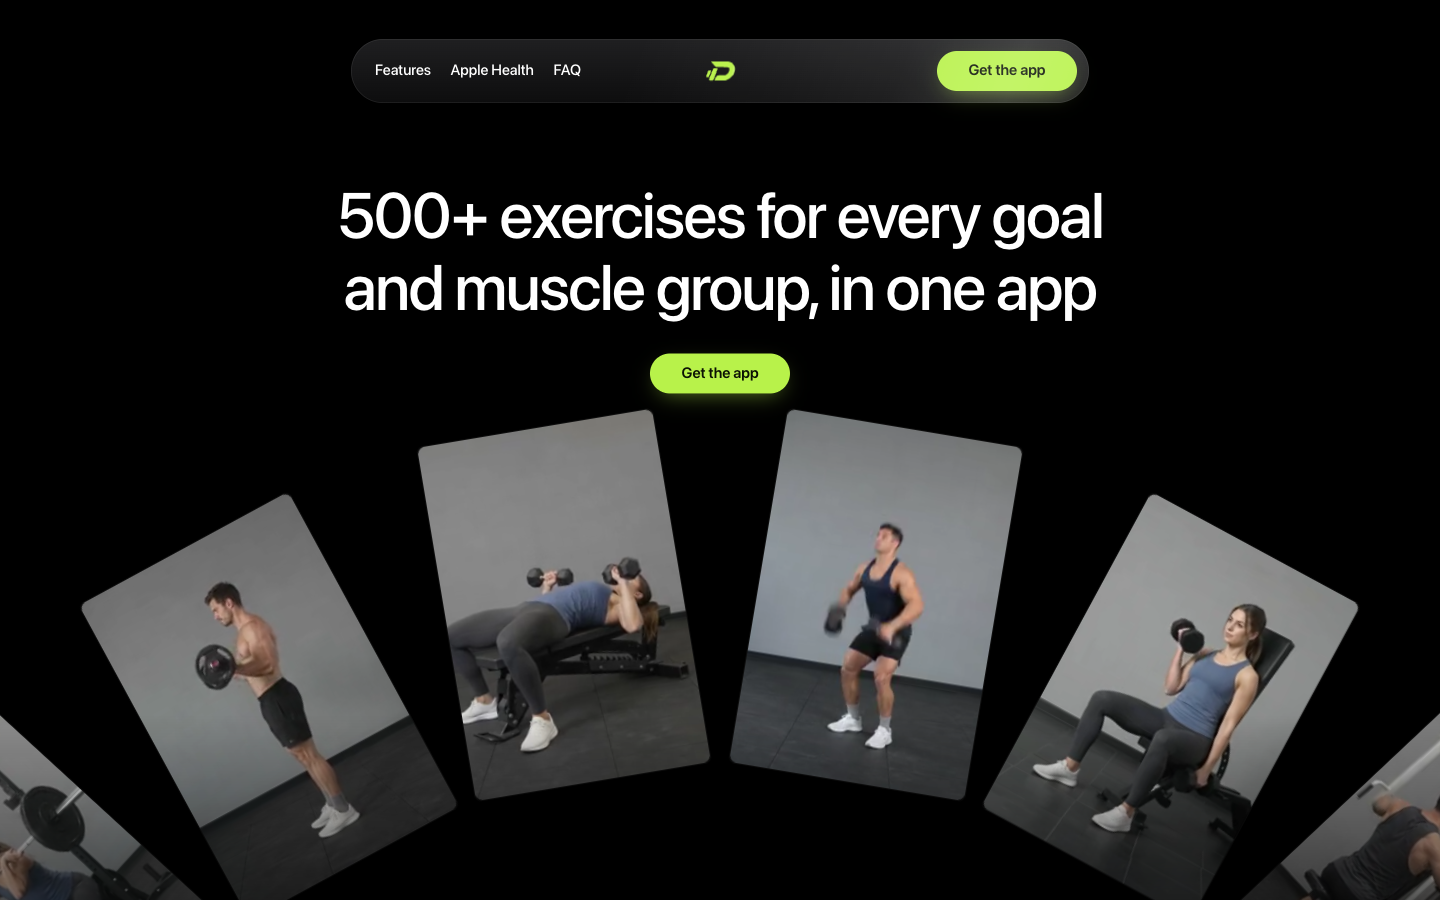 Features
Apple Health
FAQ
Get the app
500+ exercises for every goal
and muscle group, in one app
Get the app